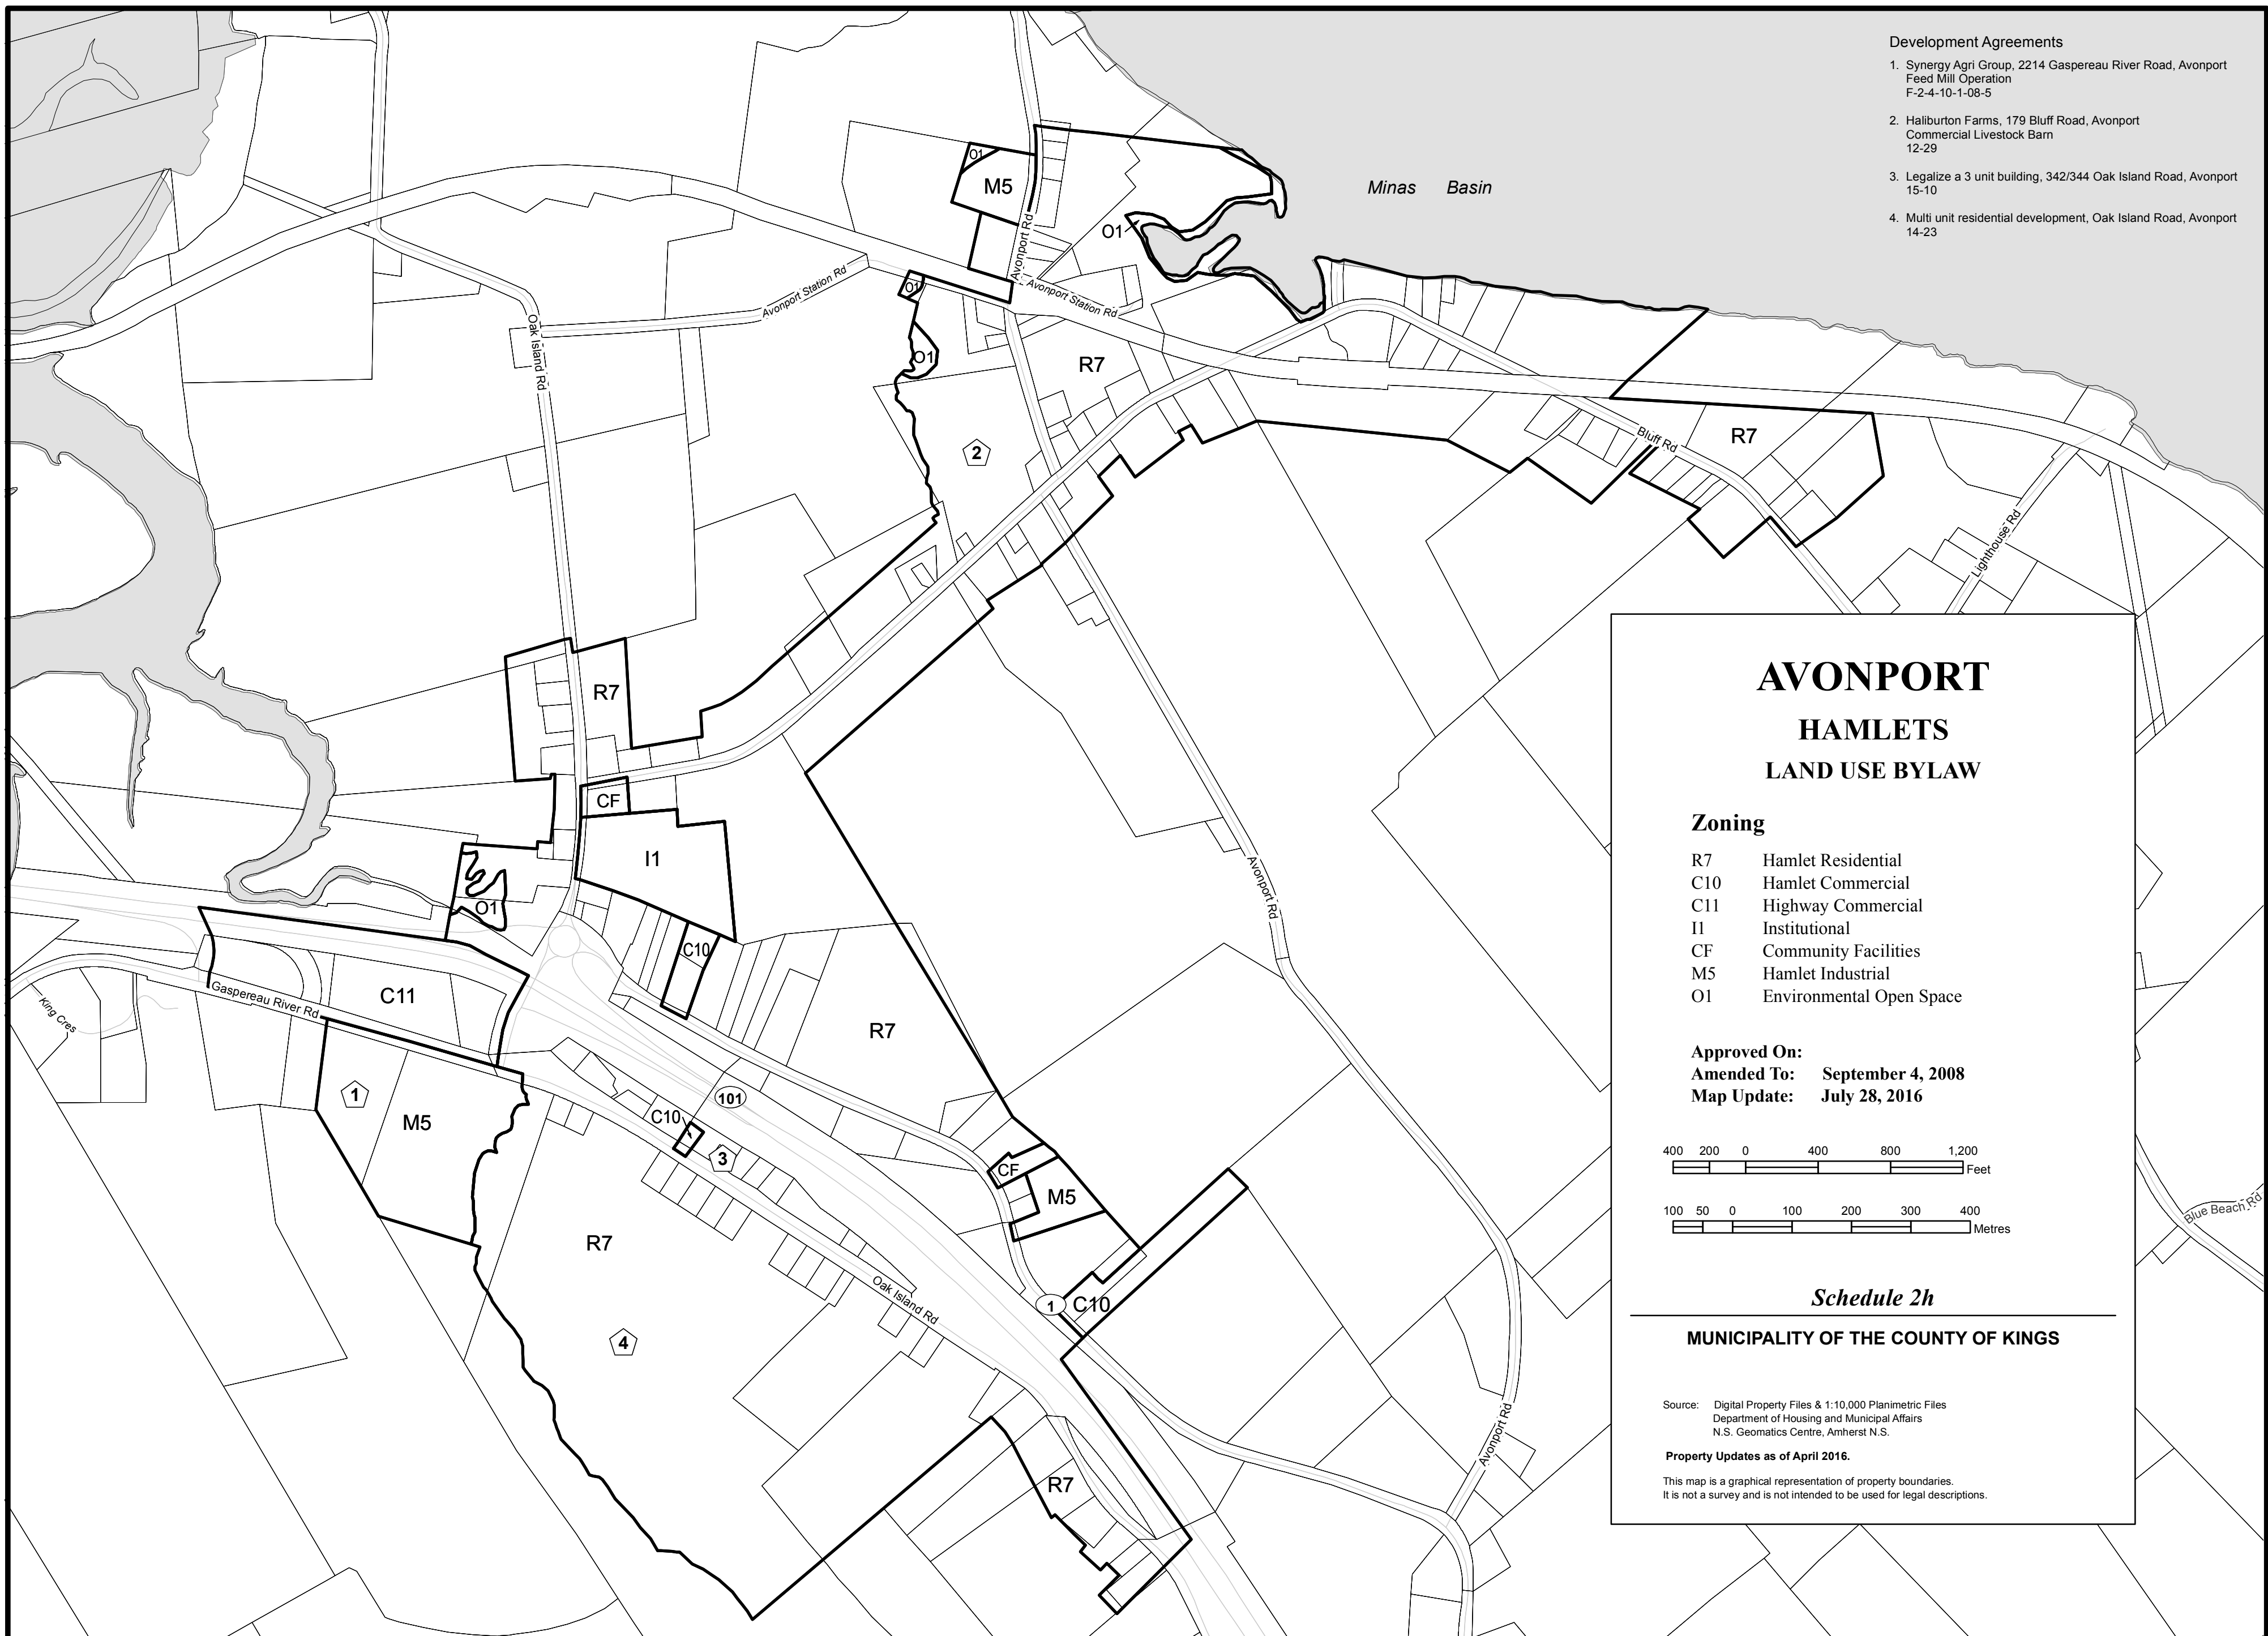 Development Agreements
1. Synergy Agri Group, 2214 Gaspereau River Road, Avonport
Feed Mill Operation
F-2-4-10-1-08-5
2. Haliburton Farms, 179 Bluff Road, Avonport
Commercial Livestock Barn
12-29
3. Legalize a 3 unit building, 342/344 Oak Island Road, Avonport
15-10
4. Multi unit residential development, Oak Island Road, Avonport
14-23
Minas Basin
O1
M5
Avonport Rd
O1
O1
Avonport Station Rd
Avonport Station Rd
Oak Island Rd
O1
R7
2
Bluff Rd
R7
Lighthouse Rd
R7
CF
I1
Avonport Rd
O1
C10
C11
Gaspereau River Rd
King Cres
R7
1
M5
101
C10
3
CF
M5
R7
Oak Island Rd
1
C10
4
Avonport Rd
R7
Blue Beach Rd
AVONPORT
HAMLETS
LAND USE BYLAW
Zoning
R7 Hamlet Residential
C10 Hamlet Commercial
C11 Highway Commercial
I1 Institutional
CF Community Facilities
M5 Hamlet Industrial
O1 Environmental Open Space
Approved On:
Amended To: September 4, 2008
Map Update: July 28, 2016
400 200 0 400 800 1,200
Feet
100 50 0 100 200 300 400
Metres
Schedule 2h
MUNICIPALITY OF THE COUNTY OF KINGS
Source: Digital Property Files & 1:10,000 Planimetric Files
Department of Housing and Municipal Affairs
N.S. Geomatics Centre, Amherst N.S.
Property Updates as of April 2016.
This map is a graphical representation of property boundaries.
It is not a survey and is not intended to be used for legal descriptions.